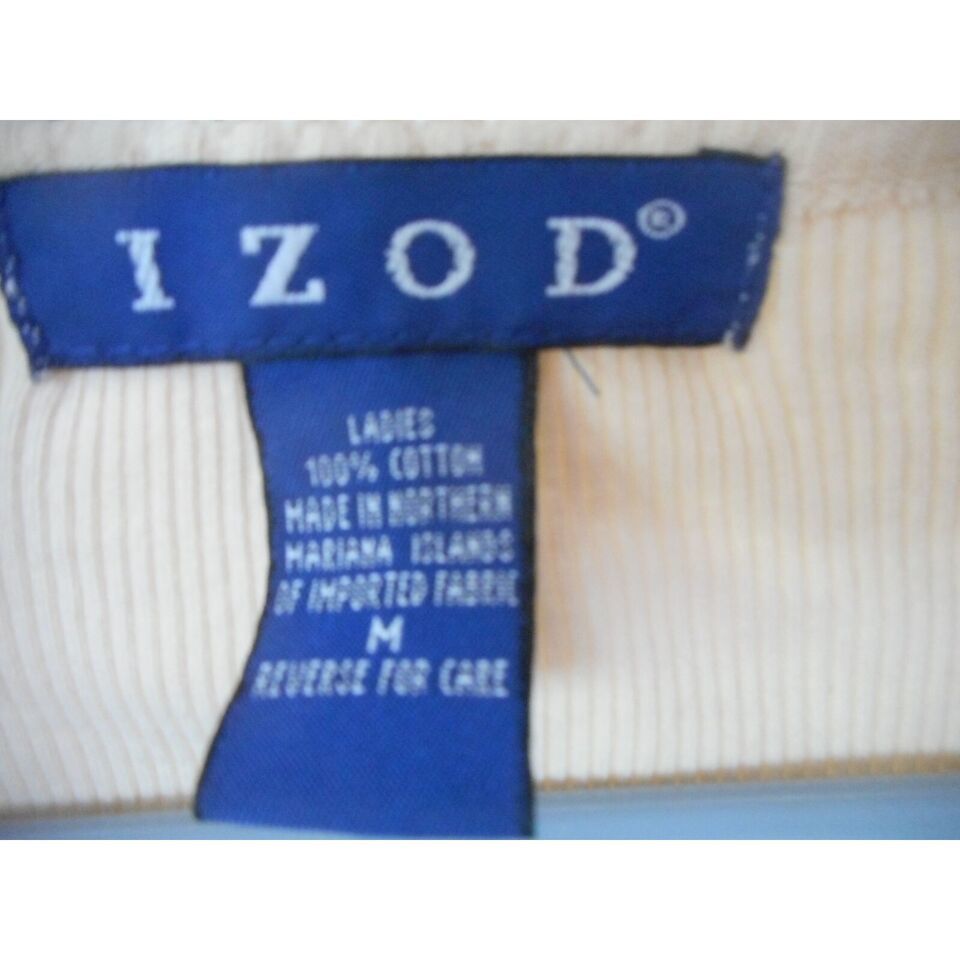 IZOD®
LADIES
100% COTTON
MADE IN NORTHERN
MARIANA ISLANDS
OF IMPORTED FABRIC
M
REVERSE FOR CARE